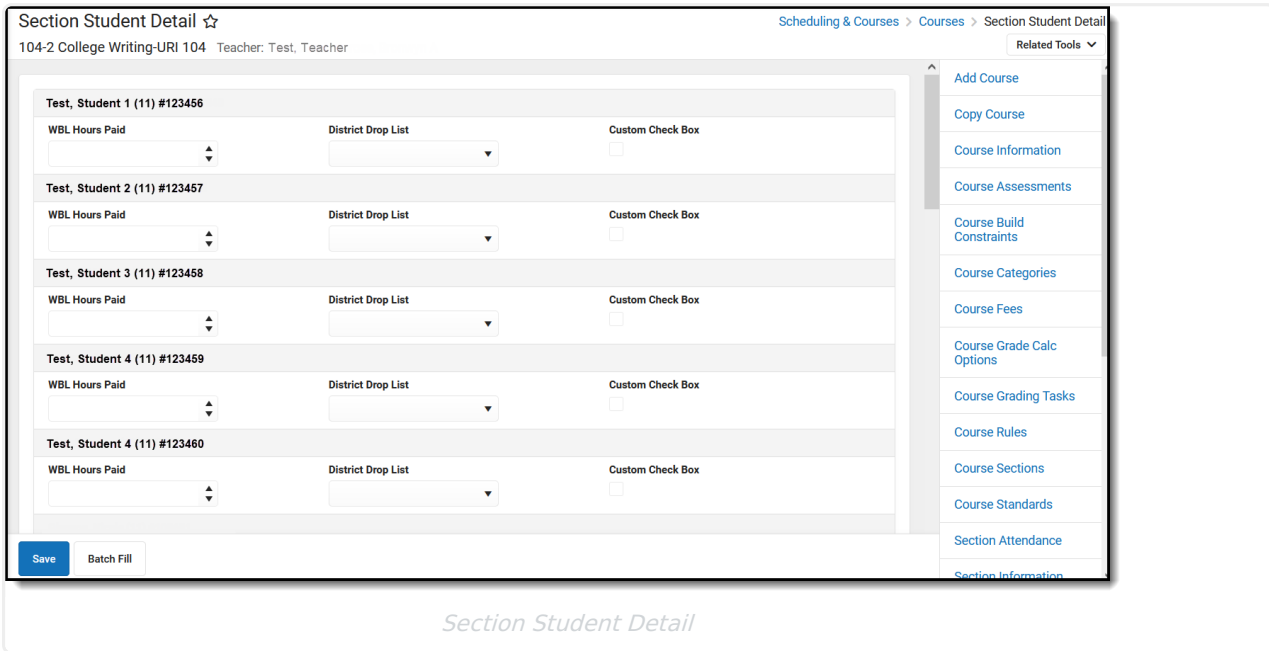 Section Student Detail
Scheduling & Courses > Courses > Section Student Detail
104-2 College Writing-URI 104 Teacher: Test, Teacher
Related Tools
Test, Student 1 (11) #123456
WBL Hours Paid District Drop List Custom Check Box
Test, Student 2 (11) #123457
WBL Hours Paid District Drop List Custom Check Box
Test, Student 3 (11) #123458
WBL Hours Paid District Drop List Custom Check Box
Test, Student 4 (11) #123459
WBL Hours Paid District Drop List Custom Check Box
Test, Student 4 (11) #123460
WBL Hours Paid District Drop List Custom Check Box
Save Batch Fill
Add Course
Copy Course
Course Information
Course Assessments
Course Build
Constraints
Course Categories
Course Fees
Course Grade Calc
Options
Course Grading Tasks
Course Rules
Course Sections
Course Standards
Section Attendance
Section Information
Section Student Detail